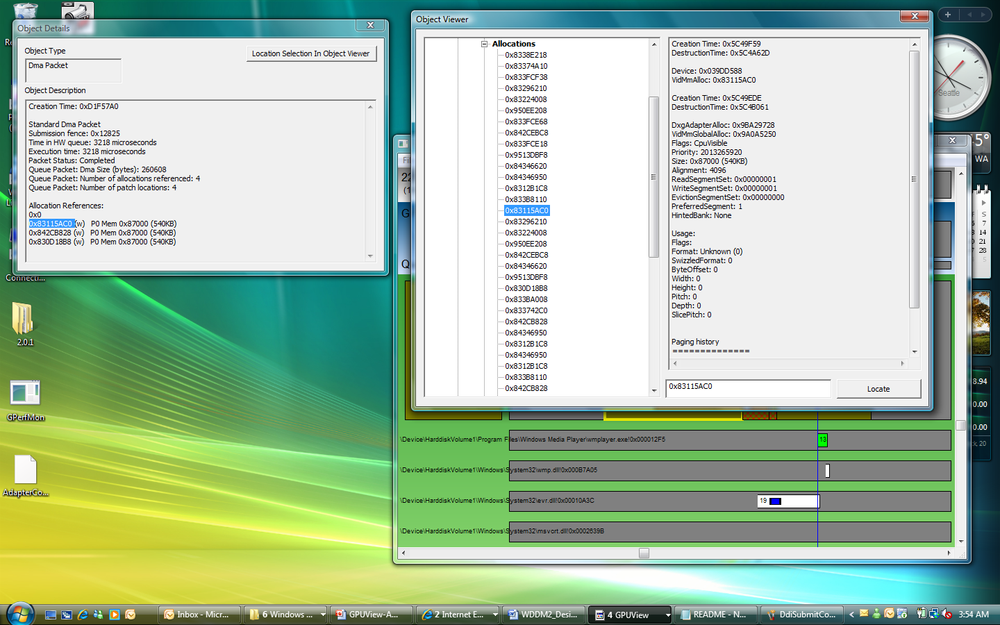 Object Details
Object Type
Location Selection In Object Viewer
Dma Packet
Object Description
Creation Time: 0xD1F57A0
Standard Dma Packet
Submission fence: 0x12825
Time in HW queue: 3218 microseconds
Execution time: 3218 microseconds
Packet Status: Completed
Queue Packet: Dma Size (bytes): 260608
Queue Packet: Number of allocations referenced: 4
Queue Packet: Number of patch locations: 4
Allocation References:
0x0
0x83115AC0 (w) P0 Mem 0x87000 (540KB)
0x842CB828 (w) P0 Mem 0x87000 (540KB)
0x830D18B8 (w) P0 Mem 0x87000 (540KB)
Connecti...
2.0.1
GPerfMon
AdapterCo...
Object Viewer
Allocations
0x8338E218
0x83374A10
0x833FCF38
0x83296210
0x83224008
0x950EE208
0x833FCE68
0x842CEBC8
0x833FCE18
0x9513DBF8
0x84346620
0x84346950
0x8312B1C8
0x833B8110
0x83115AC0
0x83296210
0x83224008
0x950EE208
0x842CEBC8
0x84346620
0x9513DBF8
0x830D18B8
0x833BA008
0x833742C0
0x842CB828
0x84346950
0x8312B1C8
0x84346950
0x8312B1C8
0x833B8110
0x842CB828
Creation Time: 0x5C49F59
DestructionTime: 0x5C4A62D
Device: 0x039DD588
VidMmAlloc: 0x83115AC0
Creation Time: 0x5C49EDE
DestructionTime: 0x5C4B061
DxgAdapterAlloc: 0x9BA29728
VidMmGlobalAlloc: 0x9A0A5250
Flags: CpuVisible
Priority: 2013265920
Size: 0x87000 (540KB)
Alignment: 4096
ReadSegmentSet: 0x00000001
WriteSegmentSet: 0x00000001
EvictionSegmentSet: 0x00000000
PreferredSegment: 1
HintedBank: None
Usage:
Flags:
Format: Unknown (0)
SwizzledFormat: 0
ByteOffset: 0
Width: 0
Height: 0
Pitch: 0
Depth: 0
SlicePitch: 0
Paging history
==============
0x83115AC0
Locate
\Device\HarddiskVolume1\Program Files\Windows Media Player\wmplayer.exe!0x000012F5
13
\Device\HarddiskVolume1\Windows\System32\wmp.dll!0x000B7A05
\Device\HarddiskVolume1\Windows\System32\evr.dll!0x00010A3C
19
\Device\HarddiskVolume1\Windows\System32\msvcrt.dll!0x0002639B
Seattle
5°
WA
F S
6 7
13 14
20 21
27 28
5
8.94
0.00
0.00
20
Inbox - Micr...
6 Windows ...
GPUView-A...
2 Internet E...
WDDM2_Desi...
4 GPUView
README - N...
DdiSubmitCo...
3:54 AM